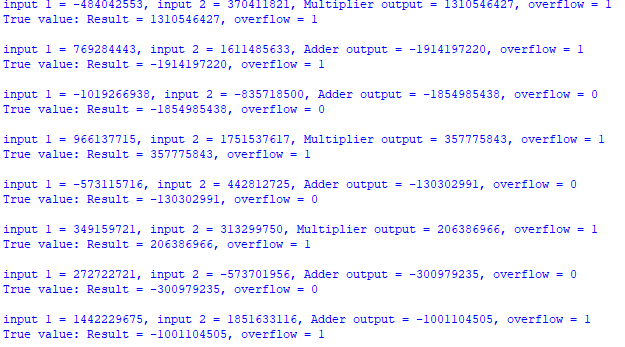 input 1 = -484042553, input 2 = 370411821, Multiplier output = 1310546427, overflow = 1
True value: Result = 1310546427, overflow = 1
input 1 = 769284443, input 2 = 1611485633, Adder output = -1914197220, overflow = 1
True value: Result = -1914197220, overflow = 1
input 1 = -1019266938, input 2 = -835718500, Adder output = -1854985438, overflow = 0
True value: Result = -1854985438, overflow = 0
input 1 = 966137715, input 2 = 1751537617, Multiplier output = 357775843, overflow = 1
True value: Result = 357775843, overflow = 1
input 1 = -573115716, input 2 = 442812725, Adder output = -130302991, overflow = 0
True value: Result = -130302991, overflow = 0
input 1 = 349159721, input 2 = 313299750, Multiplier output = 206386966, overflow = 1
True value: Result = 206386966, overflow = 1
input 1 = 272722721, input 2 = -573701956, Adder output = -300979235, overflow = 0
True value: Result = -300979235, overflow = 0
input 1 = 1442229675, input 2 = 1851633116, Adder output = -1001104505, overflow = 1
True value: Result = -1001104505, overflow = 1